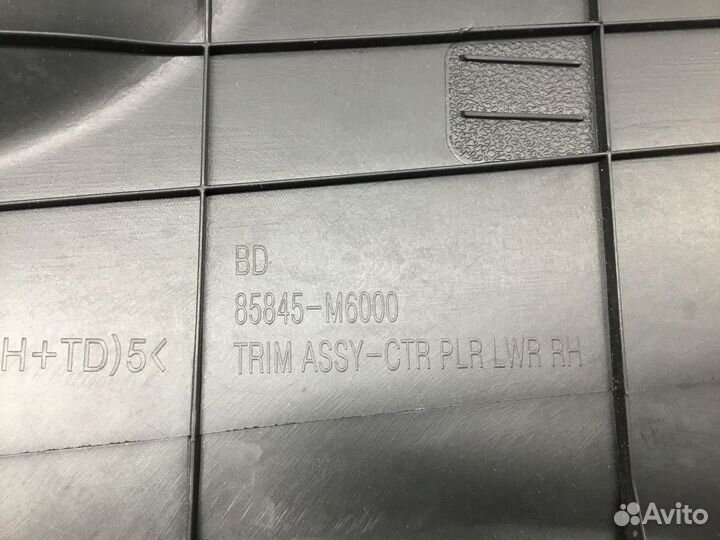 BD
85845-M6000
H+TD)5<
TRIM ASSY-CTR PLR LWR RH
Avito